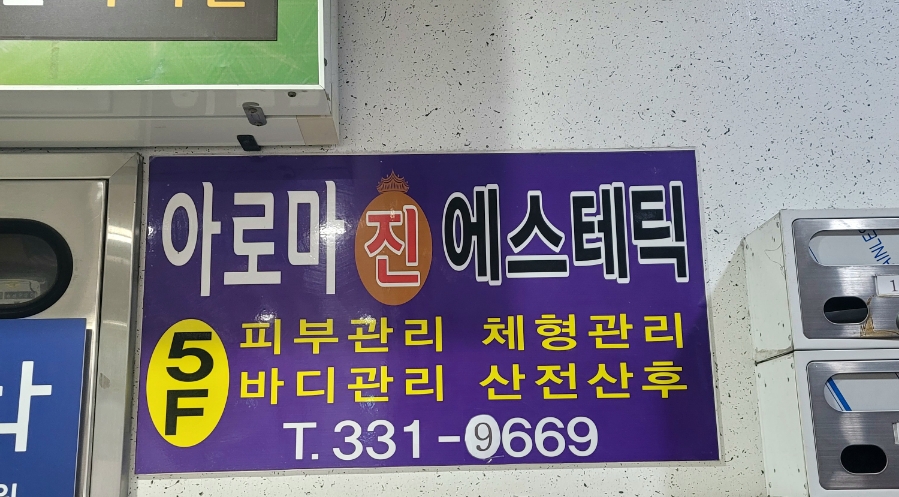 아로마 진 에스테틱
5F
피부관리 체형관리
바디관리 산전산후
T.331-9669